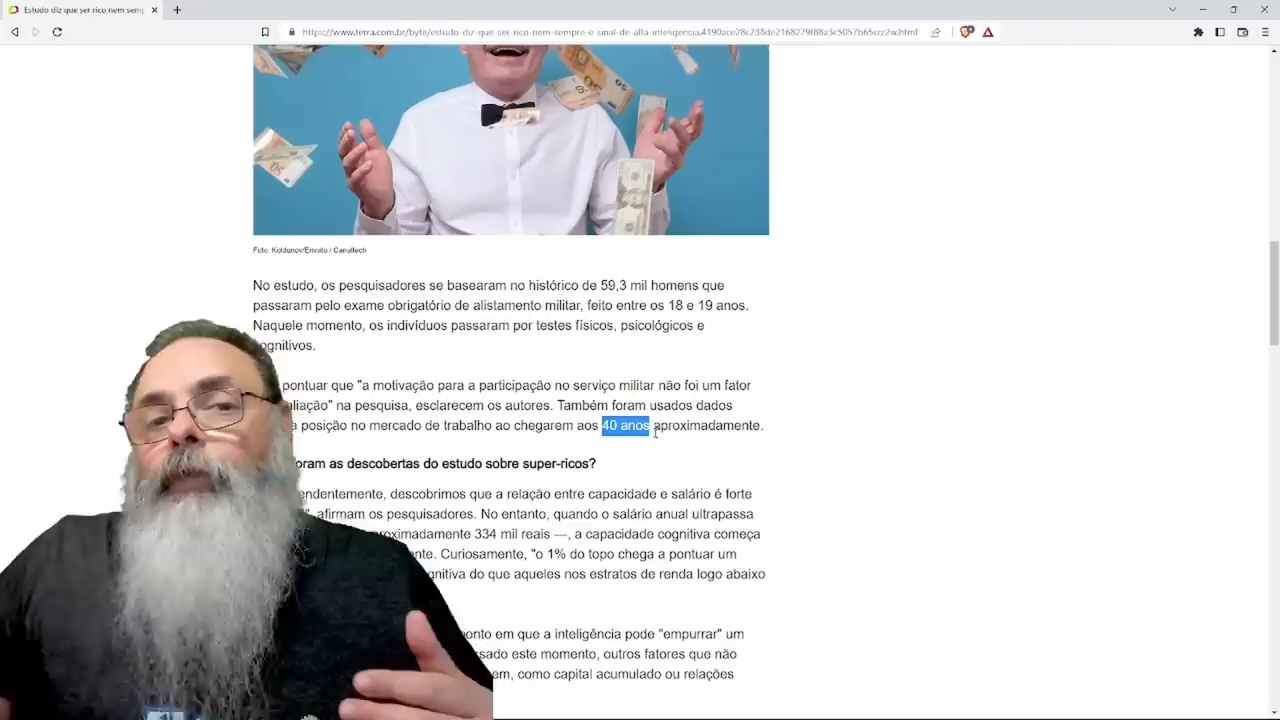 Estudo diz que ser rico nem semp
https://www.terra.com.br/byte/estudo-diz-que-ser-rico-nem-sempre-e-sinal-de-alta-inteligencia,4190ace28c238de2168279f88a3c5057b65crz2w.html
Foto: Koldunov/Envato / Canaltech
No estudo, os pesquisadores se basearam no histórico de 59,3 mil homens que
passaram pelo exame obrigatório de alistamento militar, feito entre os 18 e 19 anos.
Naquele momento, os indivíduos passaram por testes físicos, psicológicos e
ognitivos.
pontuar que "a motivação para a participação no serviço militar não foi um fator
aliação" na pesquisa, esclarecem os autores. Também foram usados dados
a posição no mercado de trabalho ao chegarem aos 40 anos aproximadamente.
oram as descobertas do estudo sobre super-ricos?
endentemente, descobrimos que a relação entre capacidade e salário é forte
", afirmam os pesquisadores. No entanto, quando o salário anual ultrapassa
roximadamente 334 mil reais —, a capacidade cognitiva começa
ente. Curiosamente, "o 1% do topo chega a pontuar um
gnitiva do que aqueles nos estratos de renda logo abaixo
ponto em que a inteligência pode "empurrar" um
ssado este momento, outros fatores que não
em, como capital acumulado ou relações